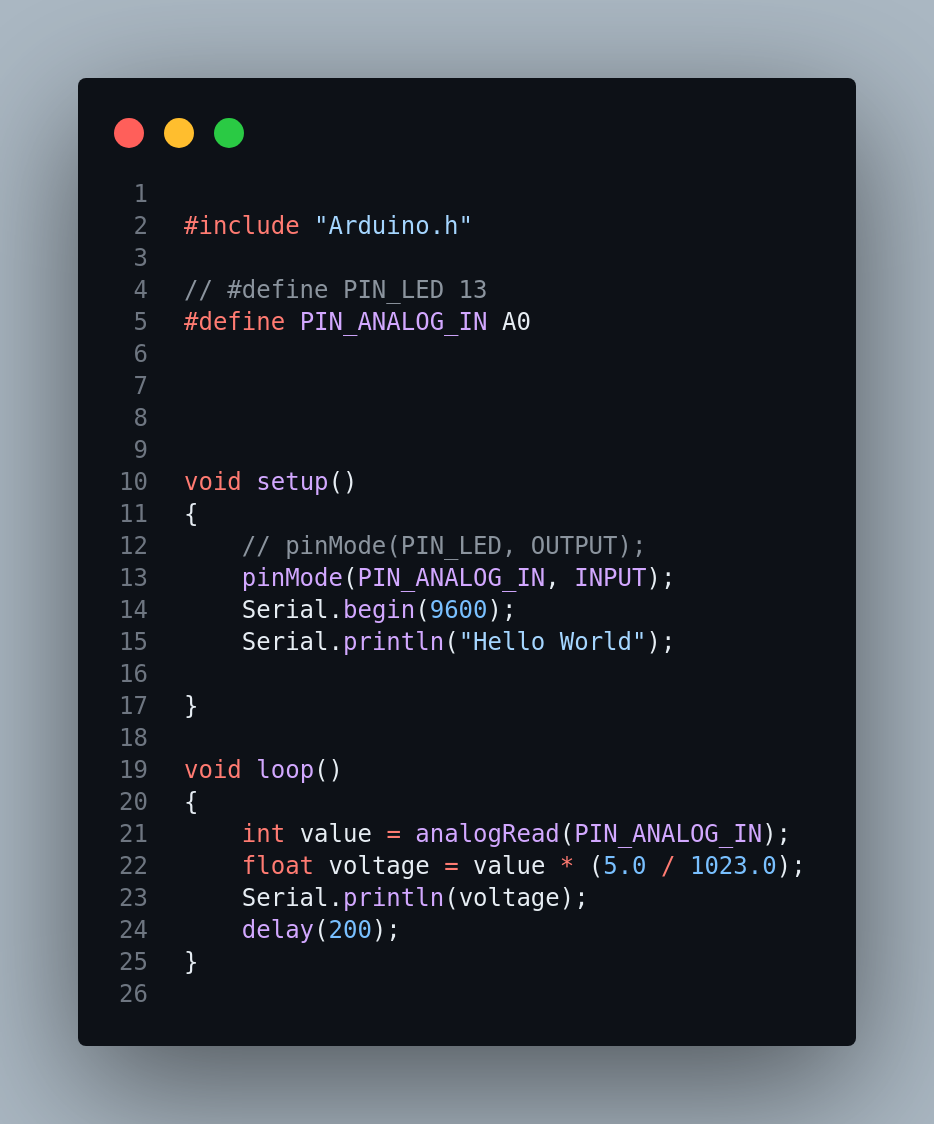 1
2 #include "Arduino.h"
3
4 // #define PIN_LED 13
5 #define PIN_ANALOG_IN A0
6
7
8
9
10 void setup()
11 {
12     // pinMode(PIN_LED, OUTPUT);
13     pinMode(PIN_ANALOG_IN, INPUT);
14     Serial.begin(9600);
15     Serial.println("Hello World");
16
17 }
18
19 void loop()
20 {
21     int value = analogRead(PIN_ANALOG_IN);
22     float voltage = value * (5.0 / 1023.0);
23     Serial.println(voltage);
24     delay(200);
25 }
26